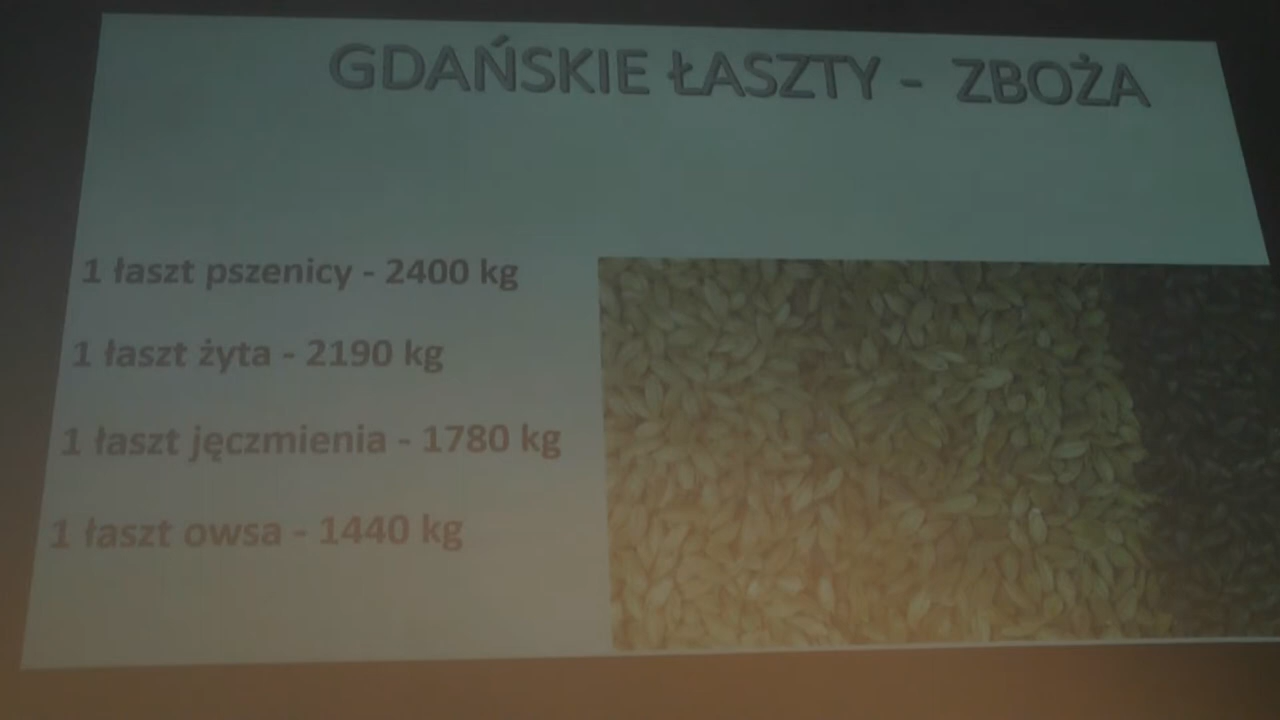 GDAŃSKIE ŁASZTY - ZBOŻA
1 łaszt pszenicy - 2400 kg
1 łaszt żyta - 2190 kg
1 łaszt jęczmienia - 1780 kg
1 łaszt owsa - 1440 kg